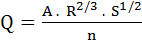 Q = A . R^{2/3} . S^{1/2} / n